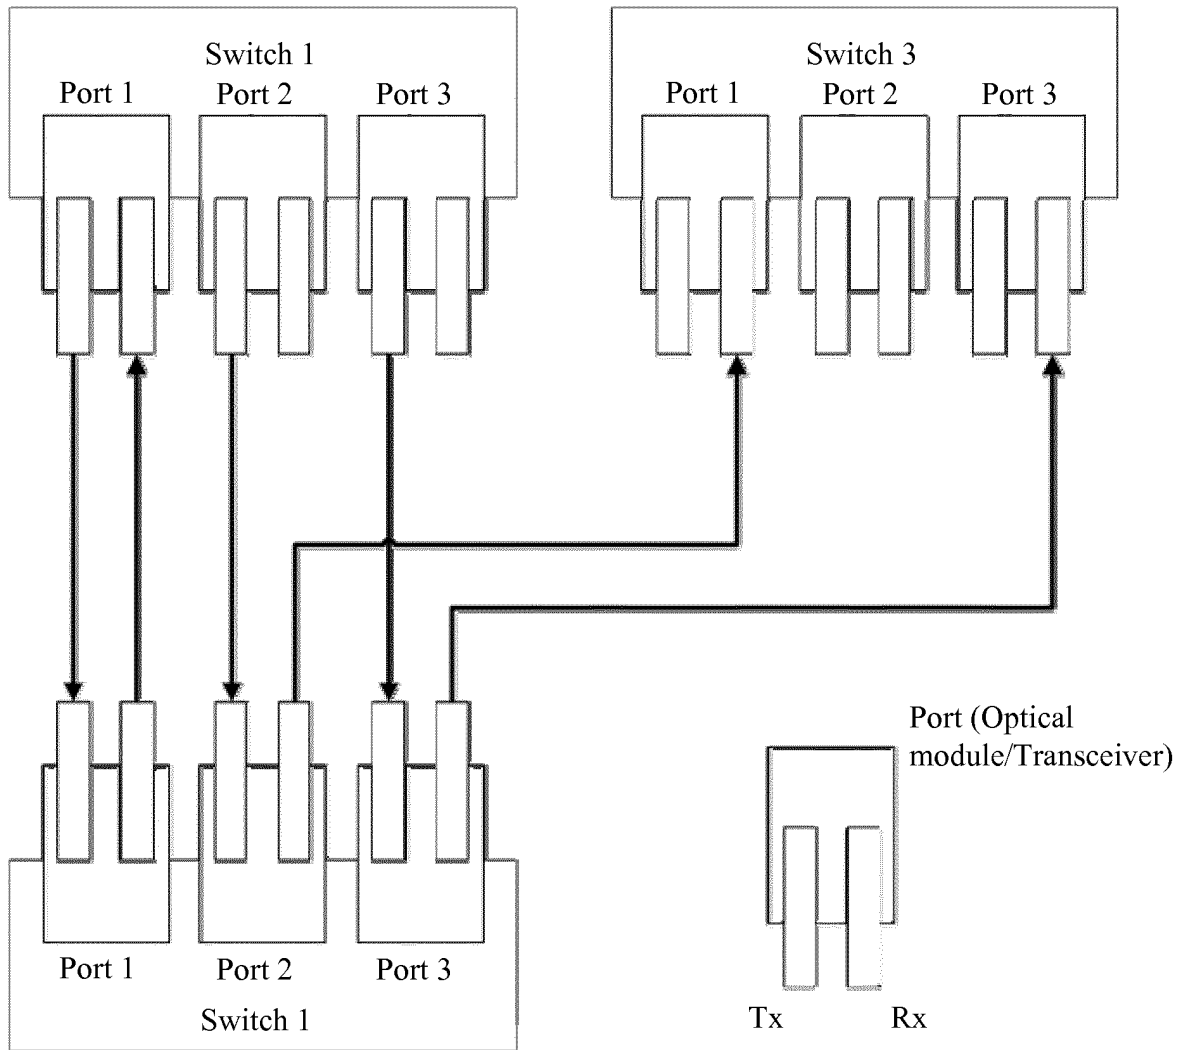 Switch 1
Port 1 Port 2 Port 3
Switch 3
Port 1 Port 2 Port 3
Port (Optical
module/Transceiver)
Tx Rx
Port 1 Port 2 Port 3
Switch 1